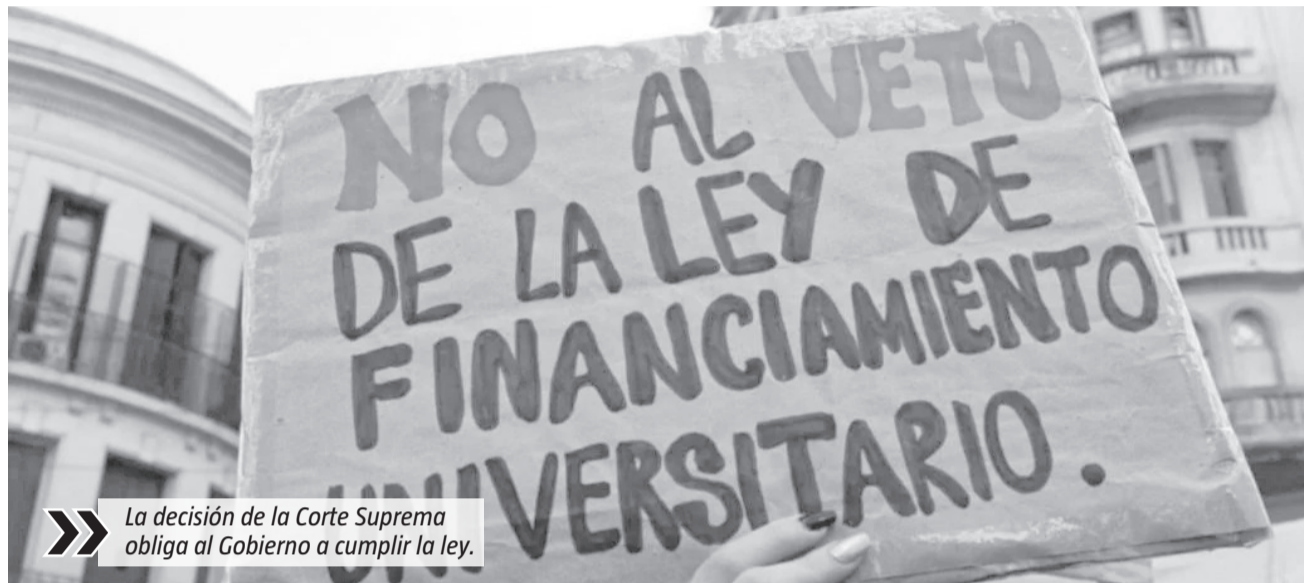 NO AL VETO
DE LA LEY DE
FINANCIAMIENTO
UNIVERSITARIO.
La decisión de la Corte Suprema
obliga al Gobierno a cumplir la ley.